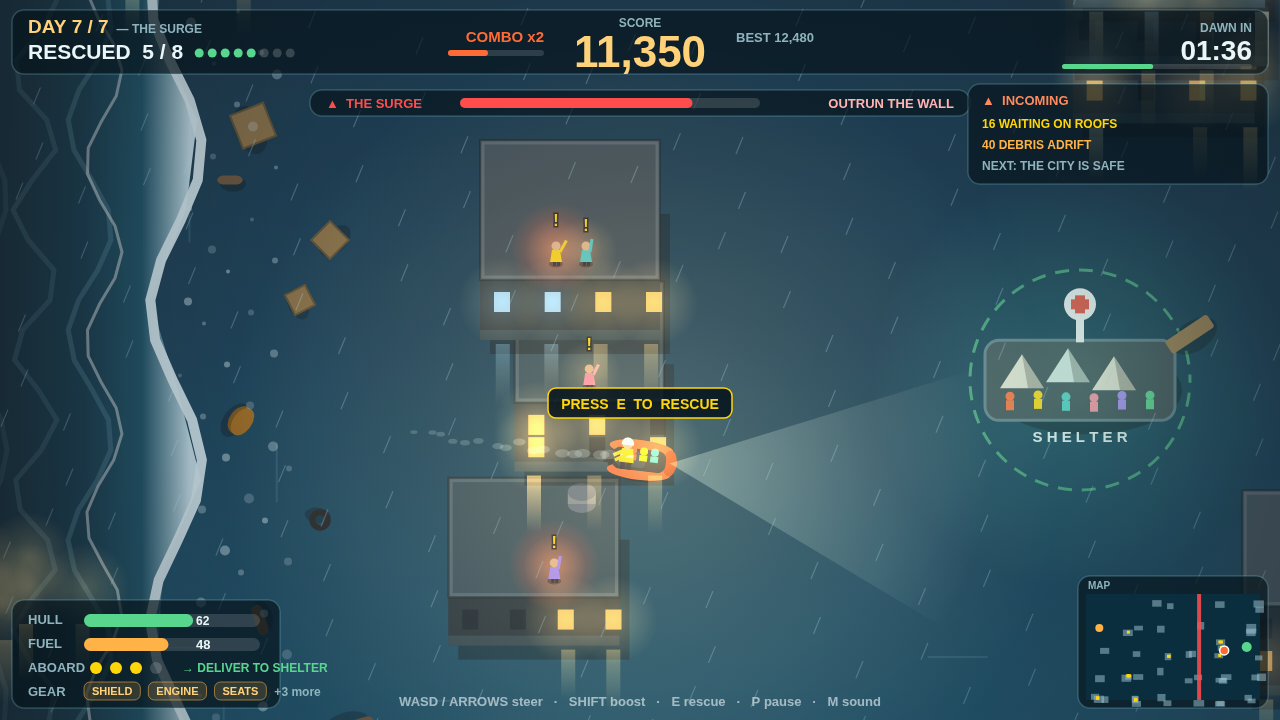 DAY 7 / 7 — THE SURGE
RESCUED 5 / 8
COMBO x2
SCORE
11,350
BEST 12,480
DAWN IN
01:36
▲ THE SURGE
OUTRUN THE WALL
▲ INCOMING
16 WAITING ON ROOFS
40 DEBRIS ADRIFT
NEXT: THE CITY IS SAFE
!
!
!
PRESS E TO RESCUE
SHELTER
!
HULL 62
FUEL 48
ABOARD → DELIVER TO SHELTER
GEAR SHIELD ENGINE SEATS +3 more
WASD / ARROWS steer · SHIFT boost · E rescue · P pause · M sound
MAP